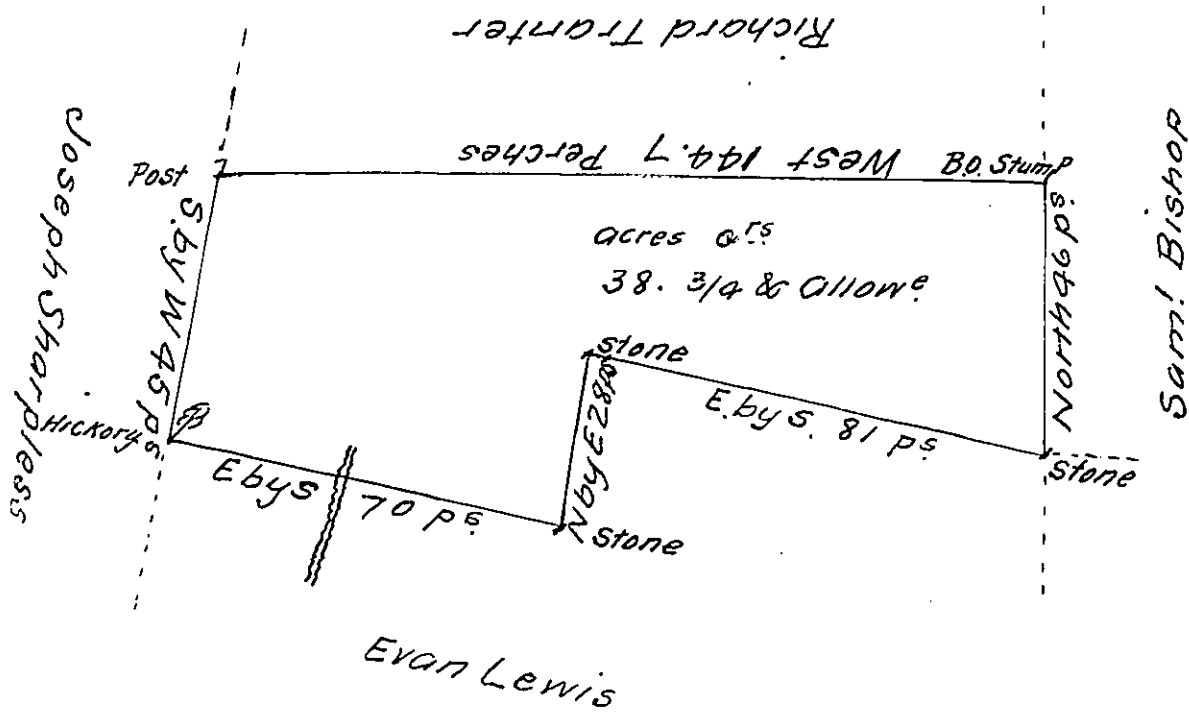 Richard Tranter
West 144.7 Perches
Post
B.O. Stump
Joseph Sharpless
S. by W 45 ps.
acres qrs
38. 3/4 & allowe.
North 46 ps.
Sam! Bishop
Stone
N by E 28 ps
E. by S. 81 ps.
Stone
Hickory
E by S 70 ps.
Stone
Evan Lewis